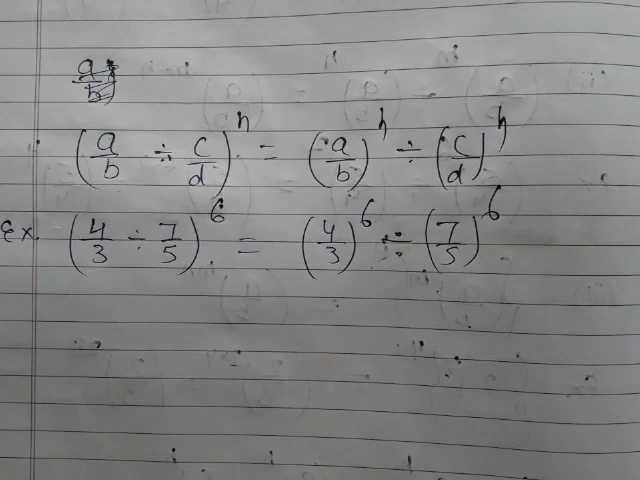 (a/b ÷ c/d)^n = (a/b)^n ÷ (c/d)^n
Ex. (4/3 ÷ 7/5)^6 = (4/3)^6 ÷ (7/5)^6